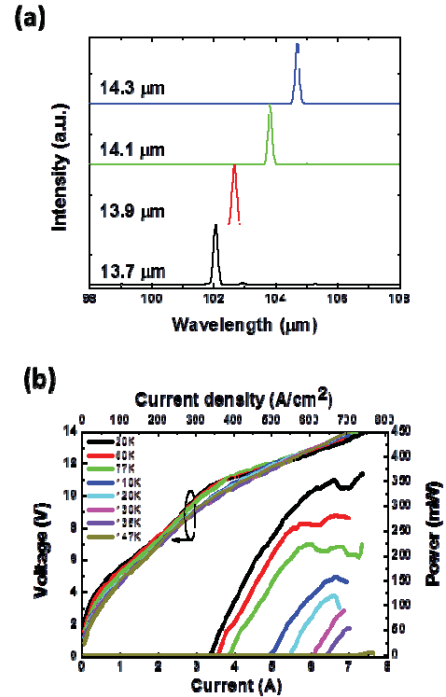 (a)
Intensity (a.u.)
14.3 μm
14.1 μm
13.9 μm
13.7 μm
98 100 102 104 106 108
Wavelength (μm)
(b)
Current density (A/cm²)
0 100 200 300 400 500 600 700 800
Voltage (V)
14
12
10
8
6
4
2
0
20K
60K
77K
110K
120K
130K
135K
147K
450
400
350
300
250
200
150
100
50
0
Power (mW)
0 1 2 3 4 5 6 7 8
Current (A)